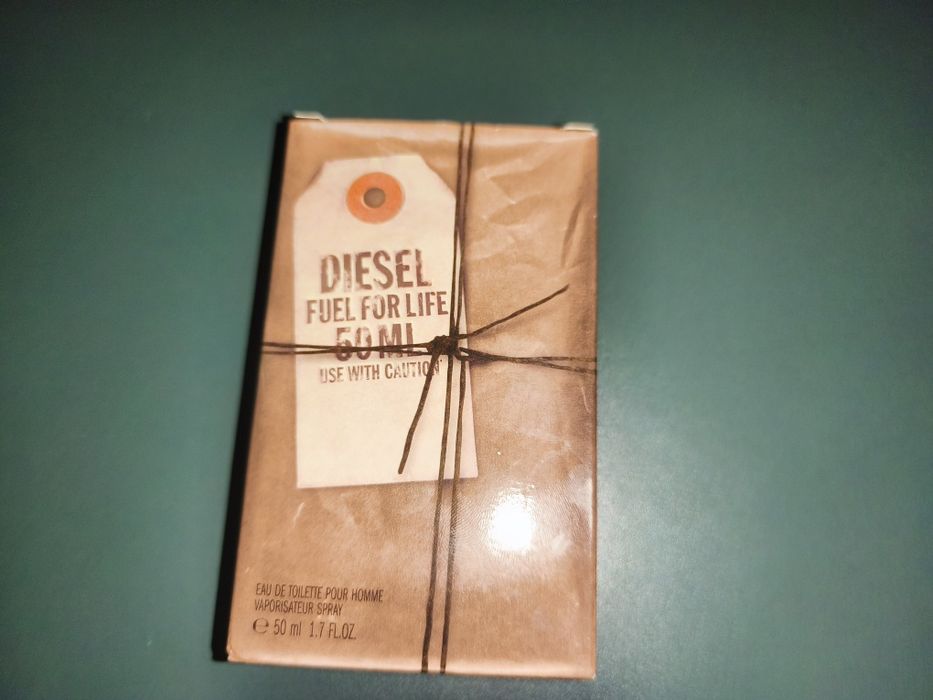 DIESEL
FUEL FOR LIFE
50 ML
USE WITH CAUTION
EAU DE TOILETTE POUR HOMME
VAPORISATEUR SPRAY
℮ 50 ml 1.7 FL.OZ.